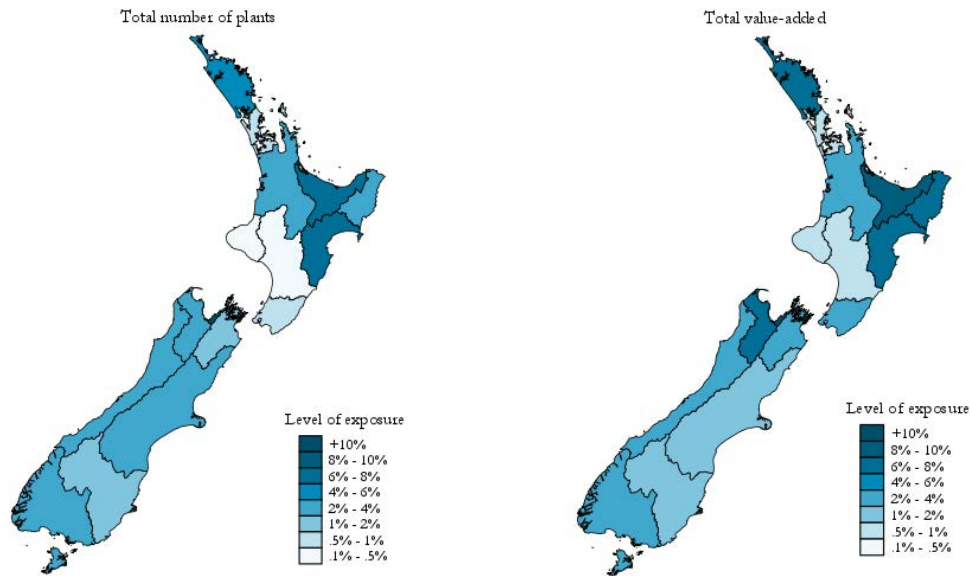 Total number of plants
Total value-added
Level of exposure
+10%
8% - 10%
6% - 8%
4% - 6%
2% - 4%
1% - 2%
.5% - 1%
.1% - .5%
Level of exposure
+10%
8% - 10%
6% - 8%
4% - 6%
2% - 4%
1% - 2%
.5% - 1%
.1% - .5%